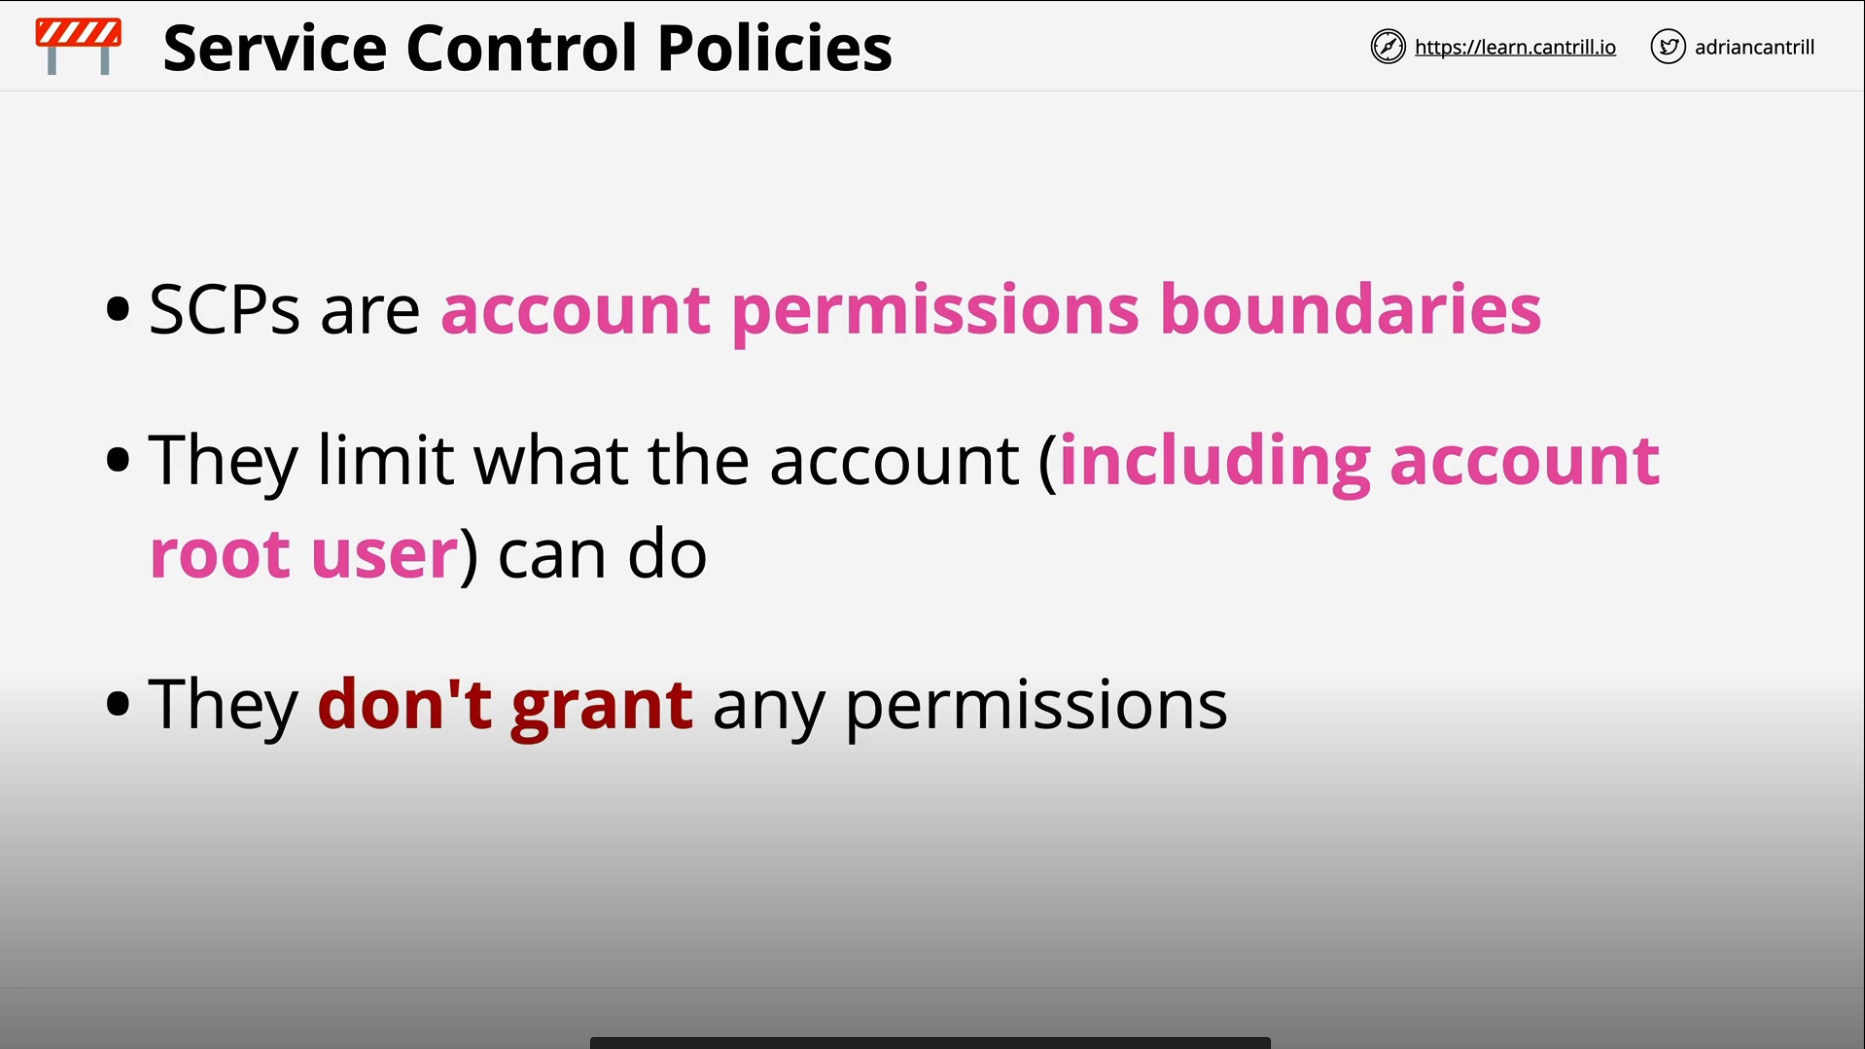 Service Control Policies
https://learn.cantrill.io
adriancantrill
• SCPs are account permissions boundaries
• They limit what the account (including account
root user) can do
• They don't grant any permissions